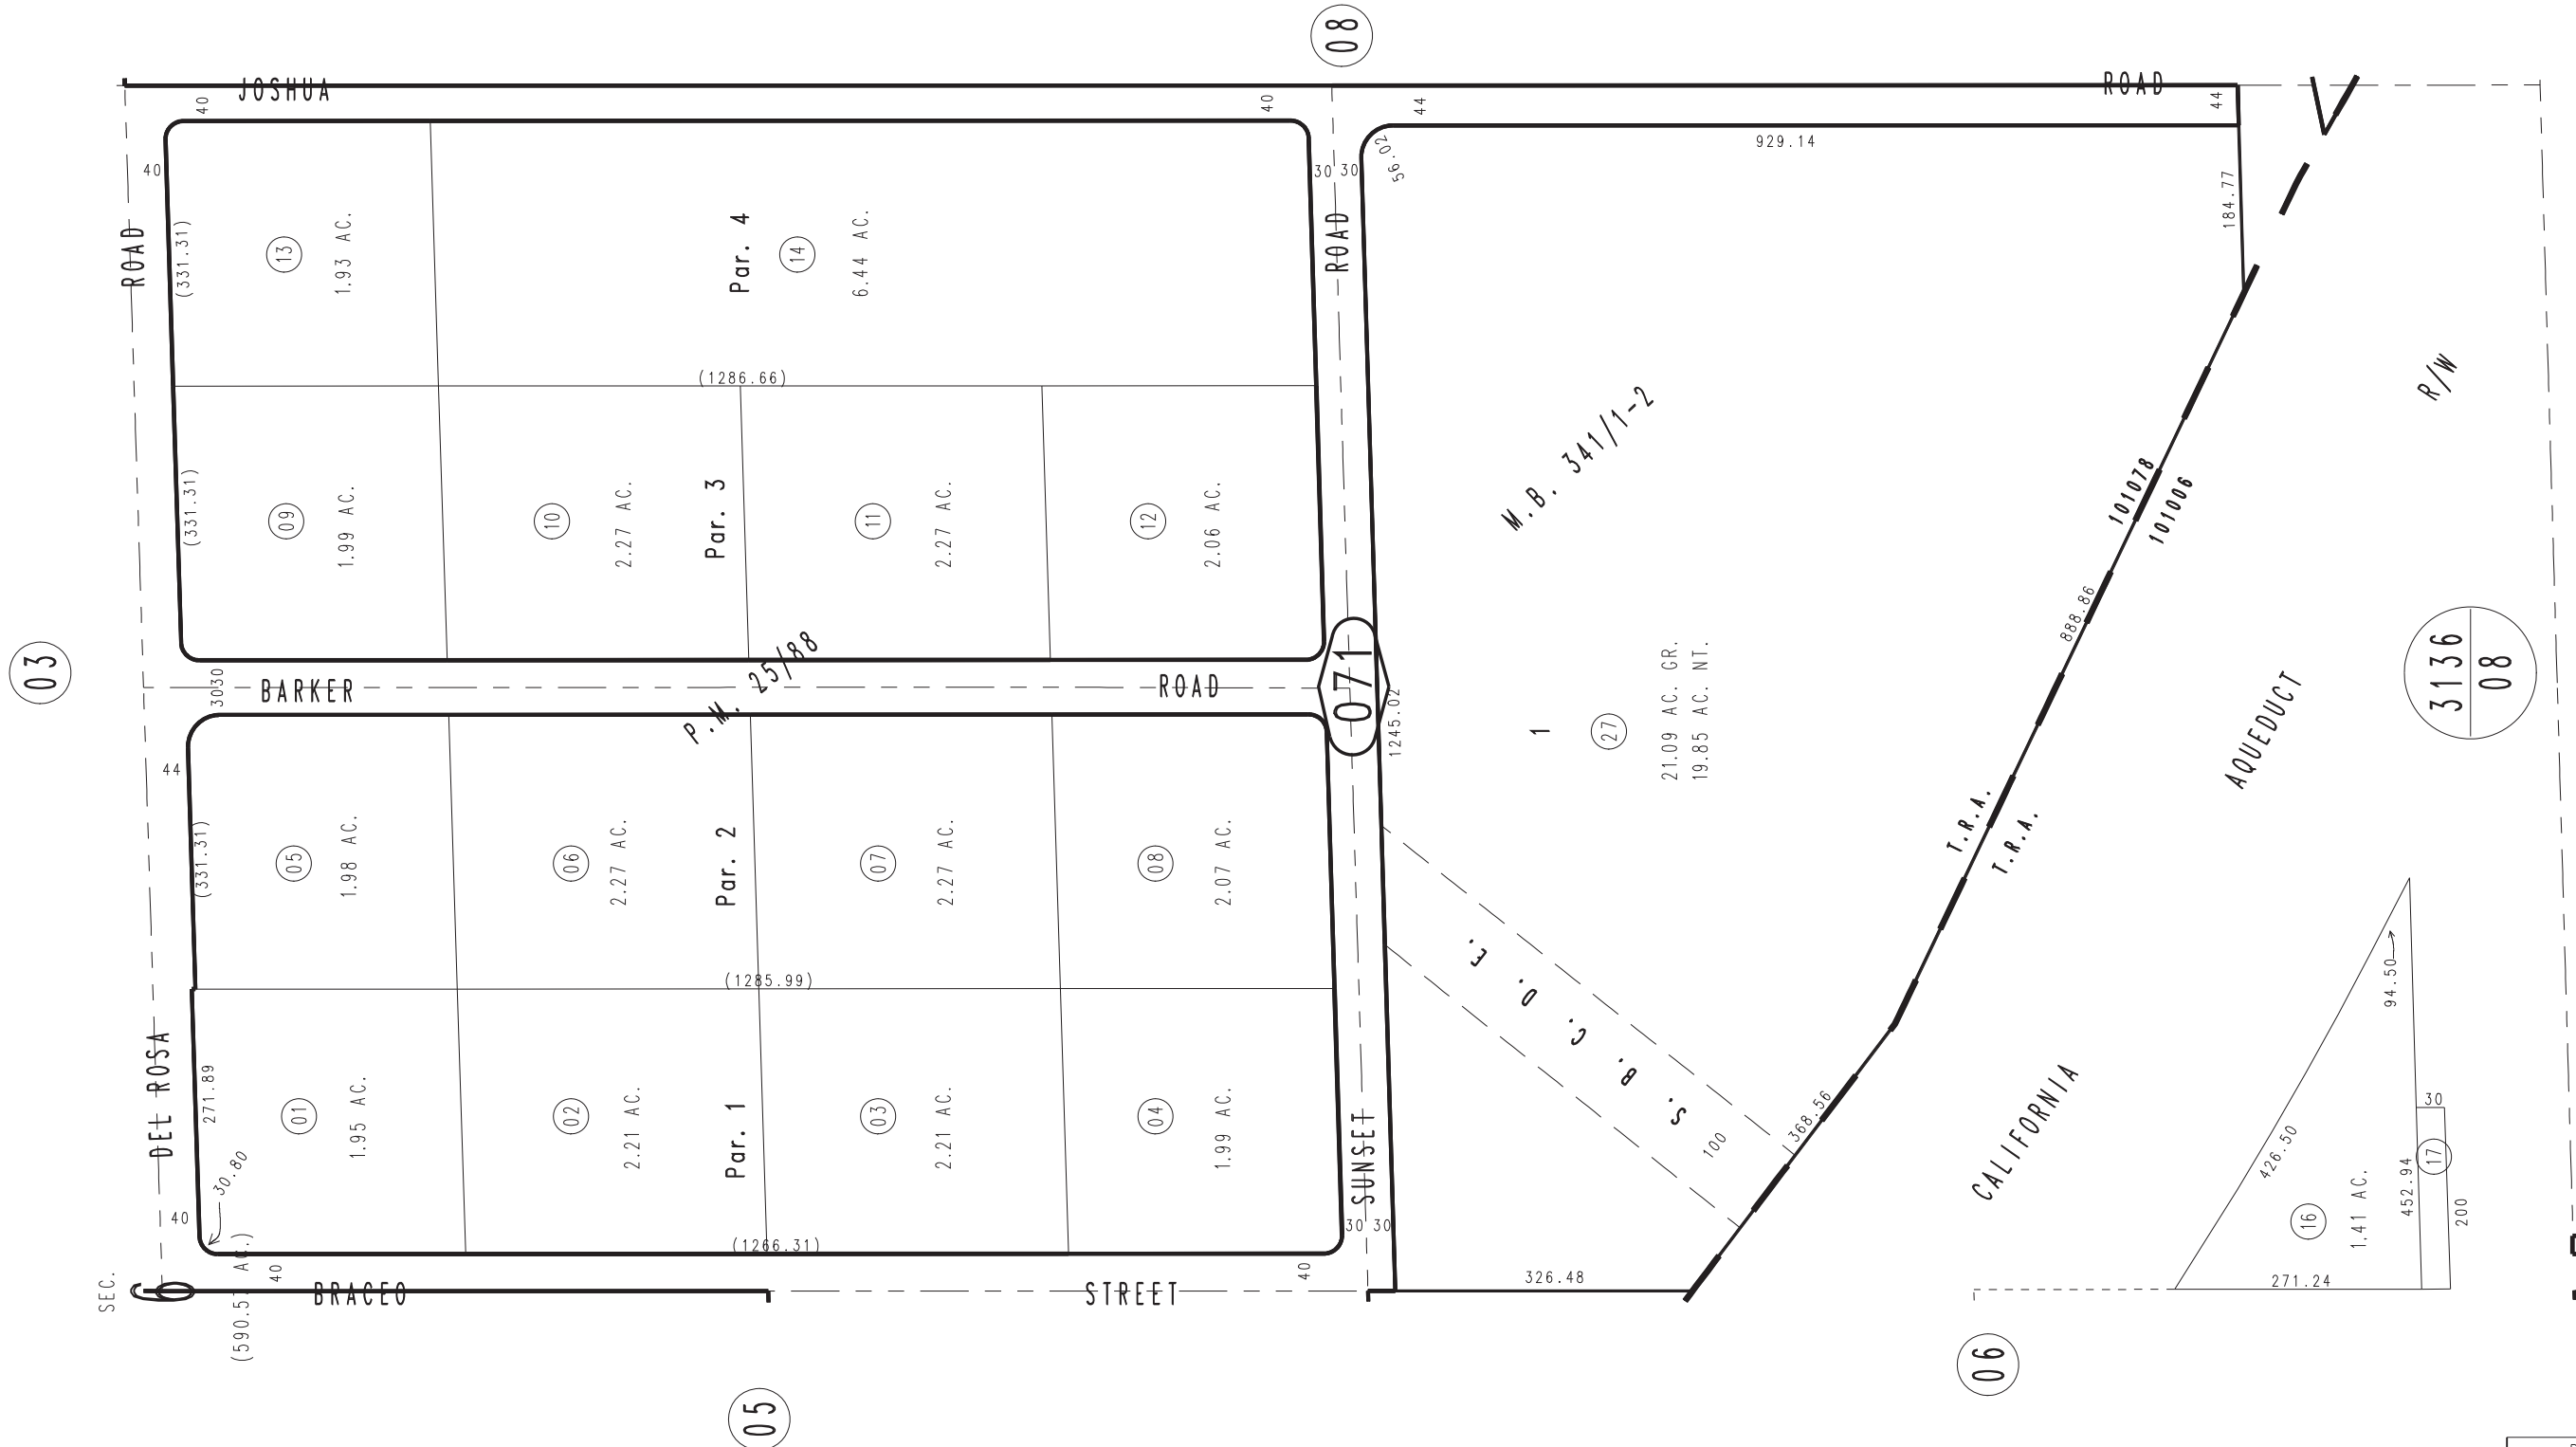 08
JOSHUA ROAD
40
40
44
44
929.14
56.02
184.77
40
30 30
ROAD
ROAD
(331.31)
13
1.93 AC.
Par. 4
14
6.44 AC.
(1286.66)
M.B. 341/1-2
R/W
(331.31)
09
1.99 AC.
10
2.27 AC.
Par. 3
11
2.27 AC.
12
2.06 AC.
101078
101006
888.86
03
3030
BARKER ROAD
P.M. 25/88
071
1245.02
1
27
21.09 AC. GR.
19.85 AC. NT.
AQUEDUCT
3136
08
44
(331.31)
05
1.98 AC.
06
2.27 AC.
Par. 2
07
2.27 AC.
08
2.07 AC.
T.R.A.
T.R.A.
(1285.99)
S. B. C. D. E.
100
94.50
DEL ROSA
271.89
01
1.95 AC.
02
2.21 AC.
Par. 1
03
2.21 AC.
04
1.99 AC.
SUNSET
368.56
CALIFORNIA
426.50
30
17
16
1.41 AC.
452.94
200
30.80
40
30 30
(1266.31)
SEC.
6
40
BRACEO STREET
40
326.48
271.24
06
05